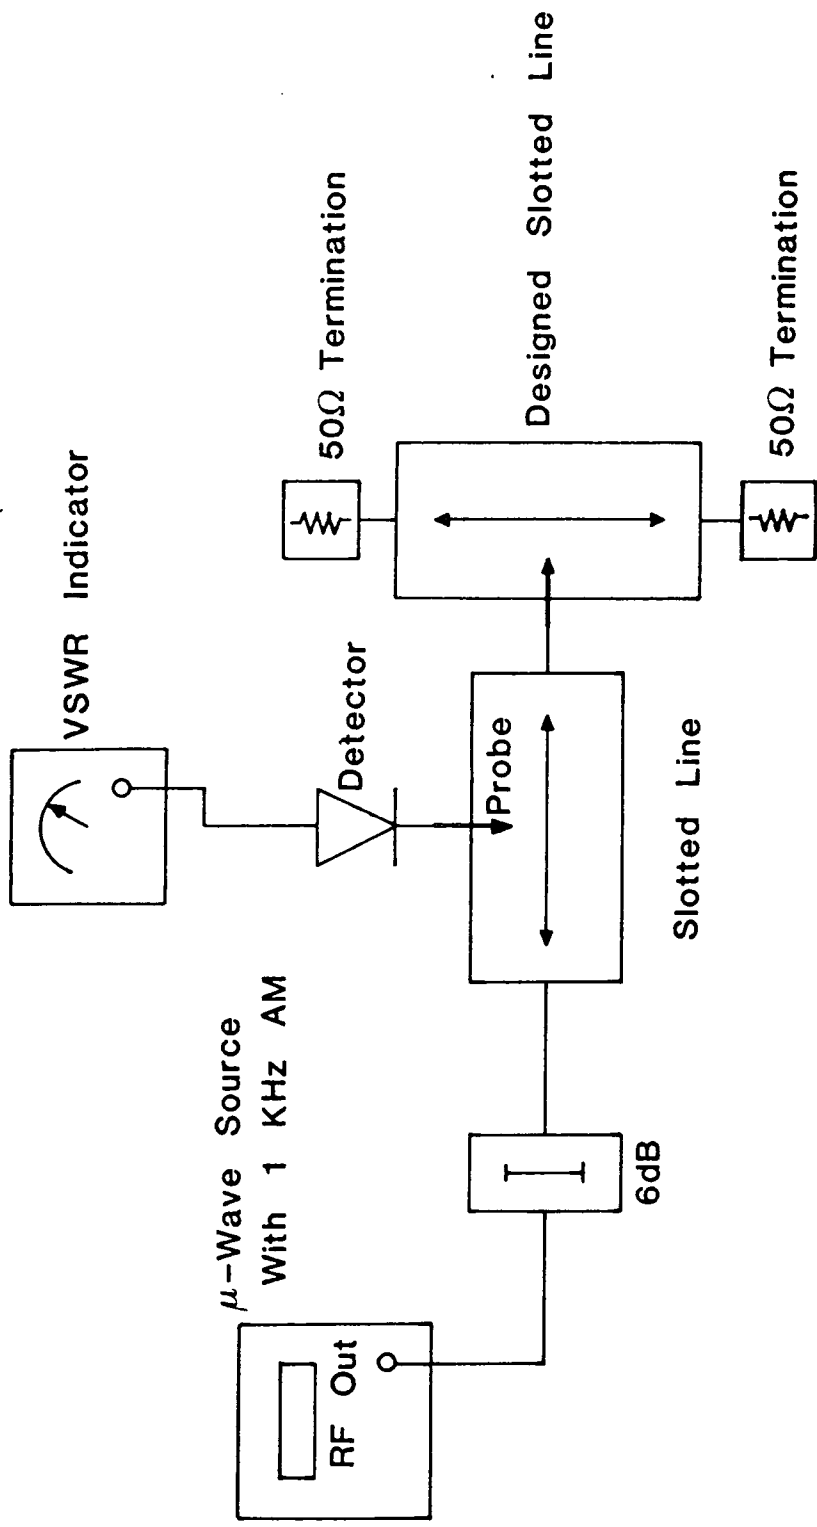 VSWR Indicator
μ-Wave Source
With 1 KHz AM
RF Out
6dB
Detector
Probe
Slotted Line
50Ω Termination
Designed Slotted Line
50Ω Termination